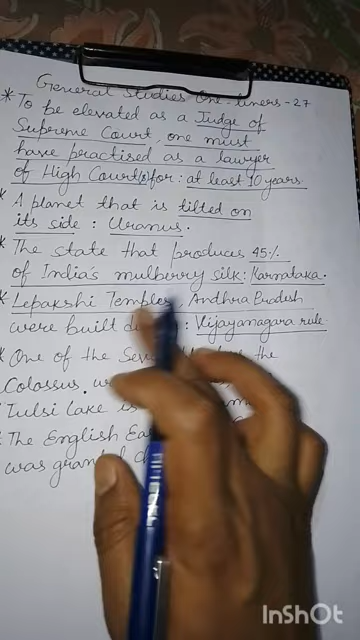 General Studies One-liners-27
* To be elevated as a Judge of
Supreme Court, one must
have practised as a lawyer
of High Court(s) for: at least 10 years.
* A planet that is tilted on
its side : Uranus.
* The state that produces 45%
of India's mulberry silk: Karnataka.
* Lepakshi Temples, Andhra Pradesh
were built : Vijayanagara rule
* One of the the
Colossus.
Tulsi Lake is
* The English
was
InShOt